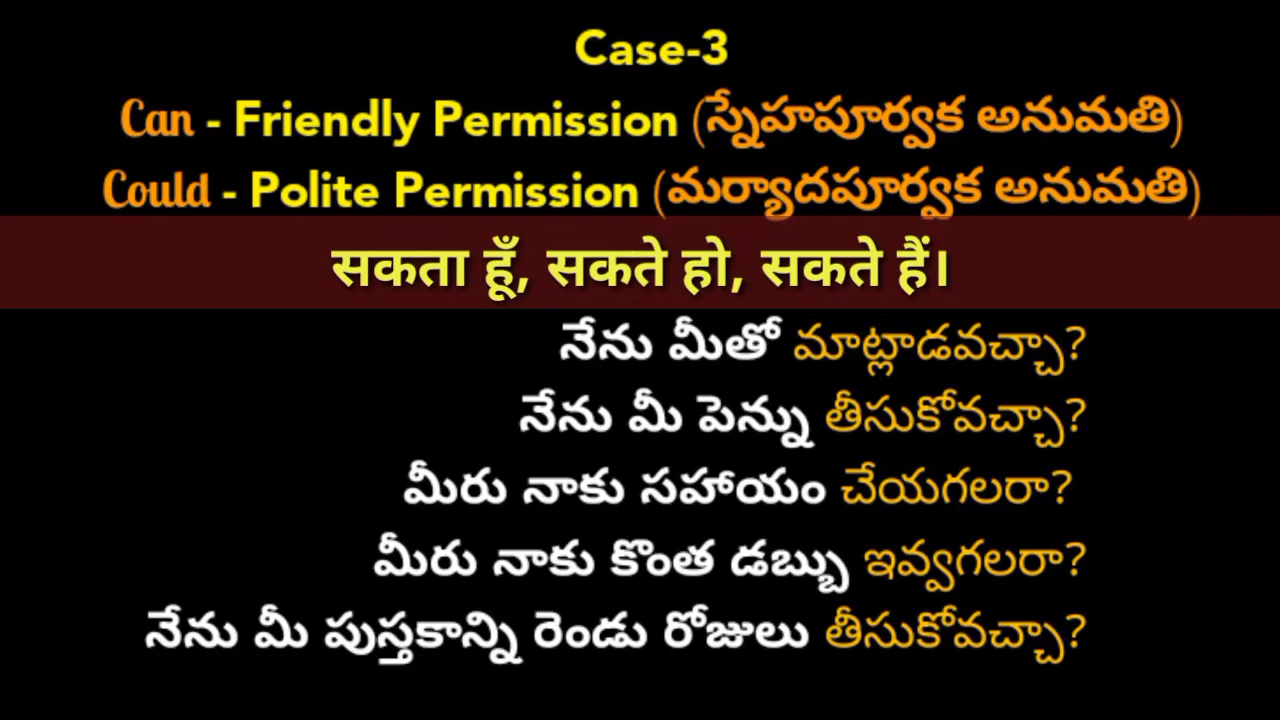 Case-3
Can - Friendly Permission (స్నేహపూర్వక అనుమతి)
Could - Polite Permission (మర్యాదపూర్వక అనుమతి)
सकता हूँ, सकते हो, सकते हैं।
నేను మీతో మాట్లాడవచ్చా?
నేను మీ పెన్ను తీసుకోవచ్చా?
మీరు నాకు సహాయం చేయగలరా?
మీరు నాకు కొంత డబ్బు ఇవ్వగలరా?
నేను మీ పుస్తకాన్ని రెండు రోజులు తీసుకోవచ్చా?